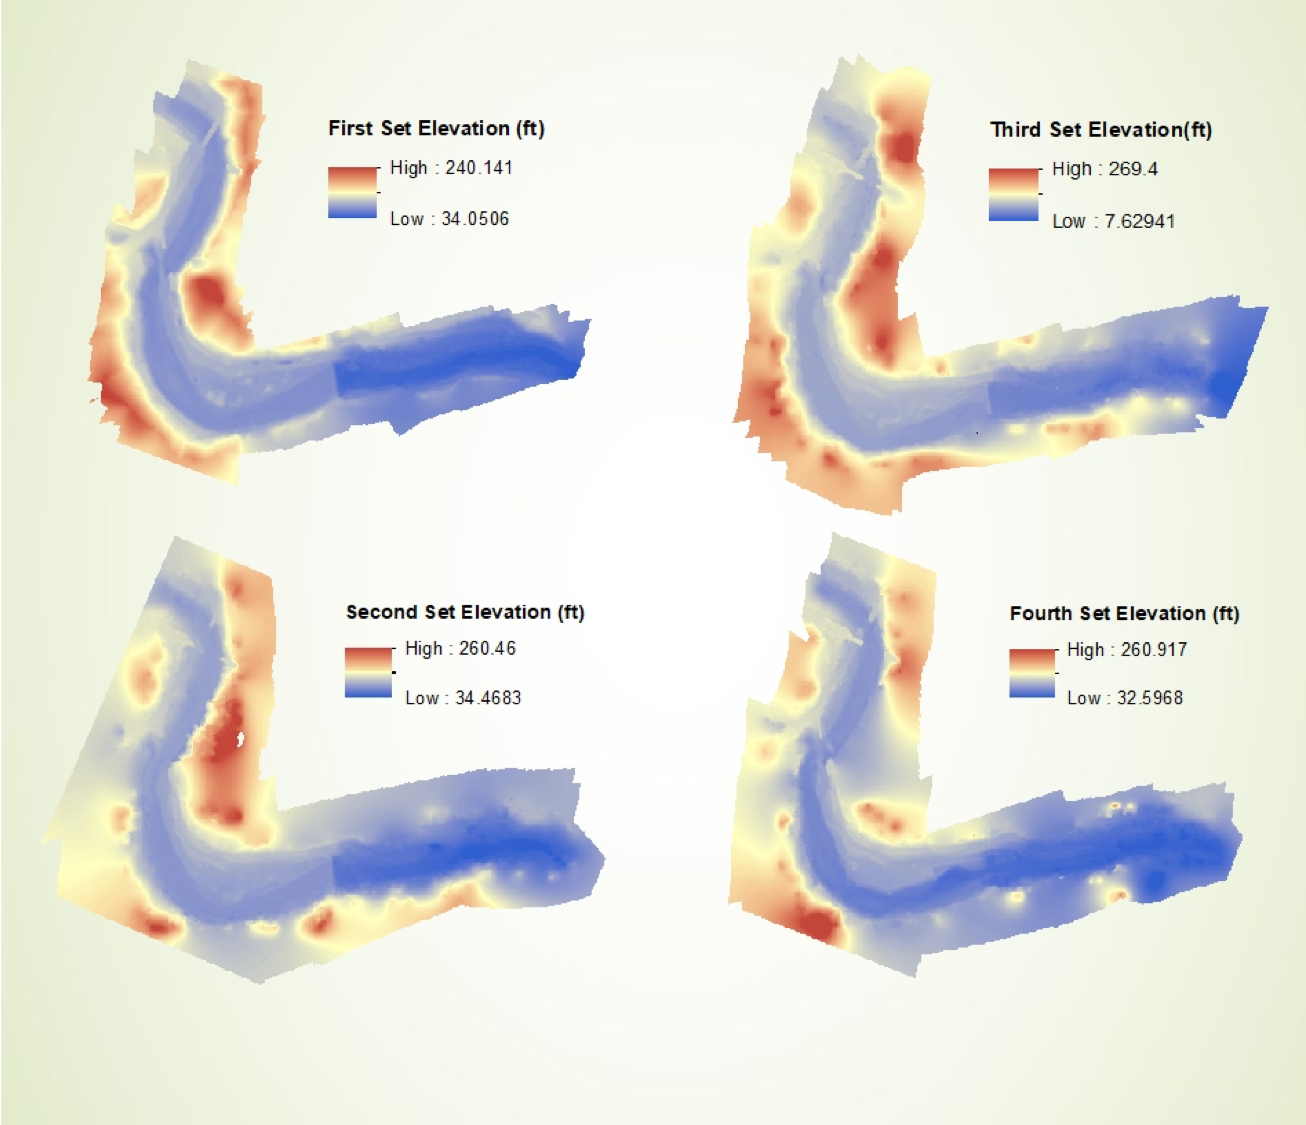 First Set Elevation (ft)
High : 240.141
Low : 34.0506
Third Set Elevation(ft)
High : 269.4
Low : 7.62941
Second Set Elevation (ft)
High : 260.46
Low : 34.4683
Fourth Set Elevation (ft)
High : 260.917
Low : 32.5968